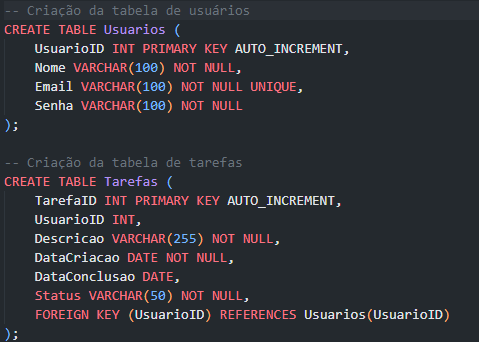 -- Criação da tabela de usuários
CREATE TABLE Usuarios (
    UsuarioID INT PRIMARY KEY AUTO_INCREMENT,
    Nome VARCHAR(100) NOT NULL,
    Email VARCHAR(100) NOT NULL UNIQUE,
    Senha VARCHAR(100) NOT NULL
);

-- Criação da tabela de tarefas
CREATE TABLE Tarefas (
    TarefaID INT PRIMARY KEY AUTO_INCREMENT,
    UsuarioID INT,
    Descricao VARCHAR(255) NOT NULL,
    DataCriacao DATE NOT NULL,
    DataConclusao DATE,
    Status VARCHAR(50) NOT NULL,
    FOREIGN KEY (UsuarioID) REFERENCES Usuarios(UsuarioID)
);